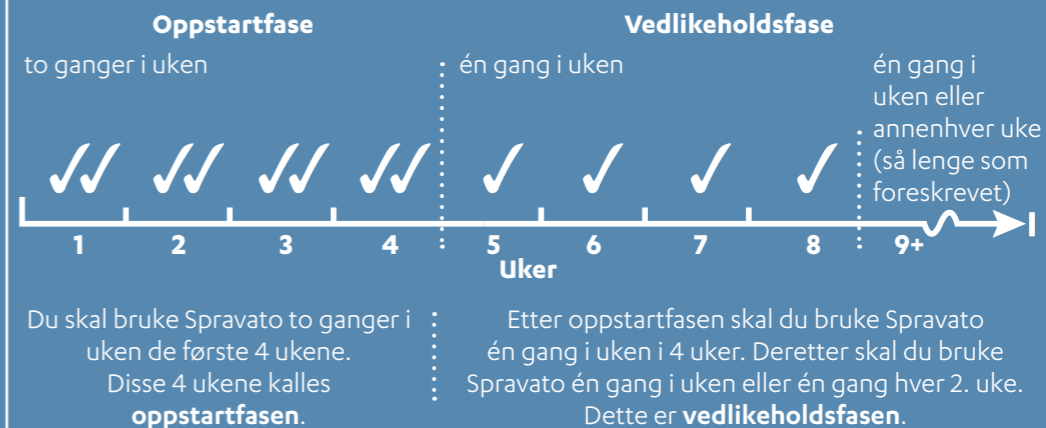 Oppstartfase
Vedlikeholdsfase
to ganger i uken
én gang i uken
én gang i
uken eller
annenhver uke
(så lenge som
foreskrevet)
1 2 3 4 5 6 7 8 9+
Uker
Du skal bruke Spravato to ganger i
uken de første 4 ukene.
Disse 4 ukene kalles
oppstartfasen.
Etter oppstartfasen skal du bruke Spravato
én gang i uken i 4 uker. Deretter skal du bruke
Spravato én gang i uken eller én gang hver 2. uke.
Dette er vedlikeholdsfasen.